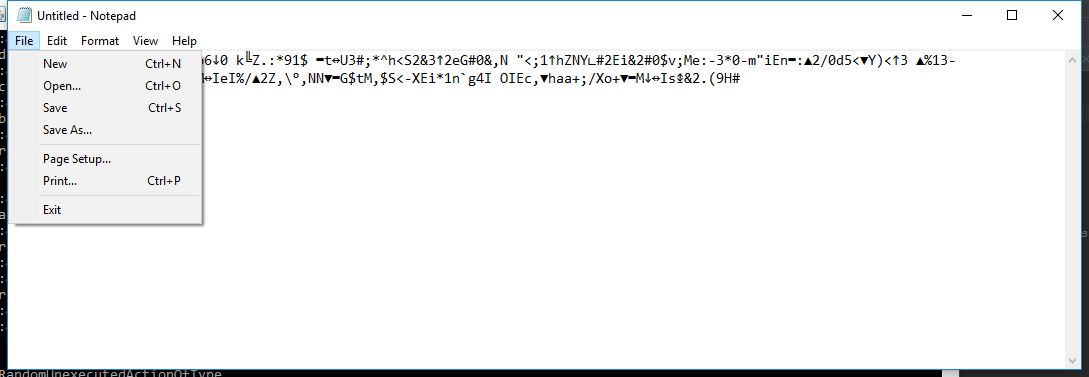 Untitled - Notepad
File Edit Format View Help
6↓0 k╚Z.:*91$ ━t↔U3#;*^h<S2&3↑2eG#0&,N "<;1↑hZNY∟#2Ei&2#0$v;Me:-3*0-m"iEn━:▲2/0d5<▼Y)<↑3 ▲%13-
↔IeI%/▲2Z,\°,NN▼━G$tM,$S<-XEi*1n`g4I OIEc,▼haa+;/Xo+▼━M↓↔Is⇭&2.(9H#
New Ctrl+N
Open... Ctrl+O
Save Ctrl+S
Save As...
Page Setup...
Print... Ctrl+P
Exit
RandomUnexecutedActionOfType